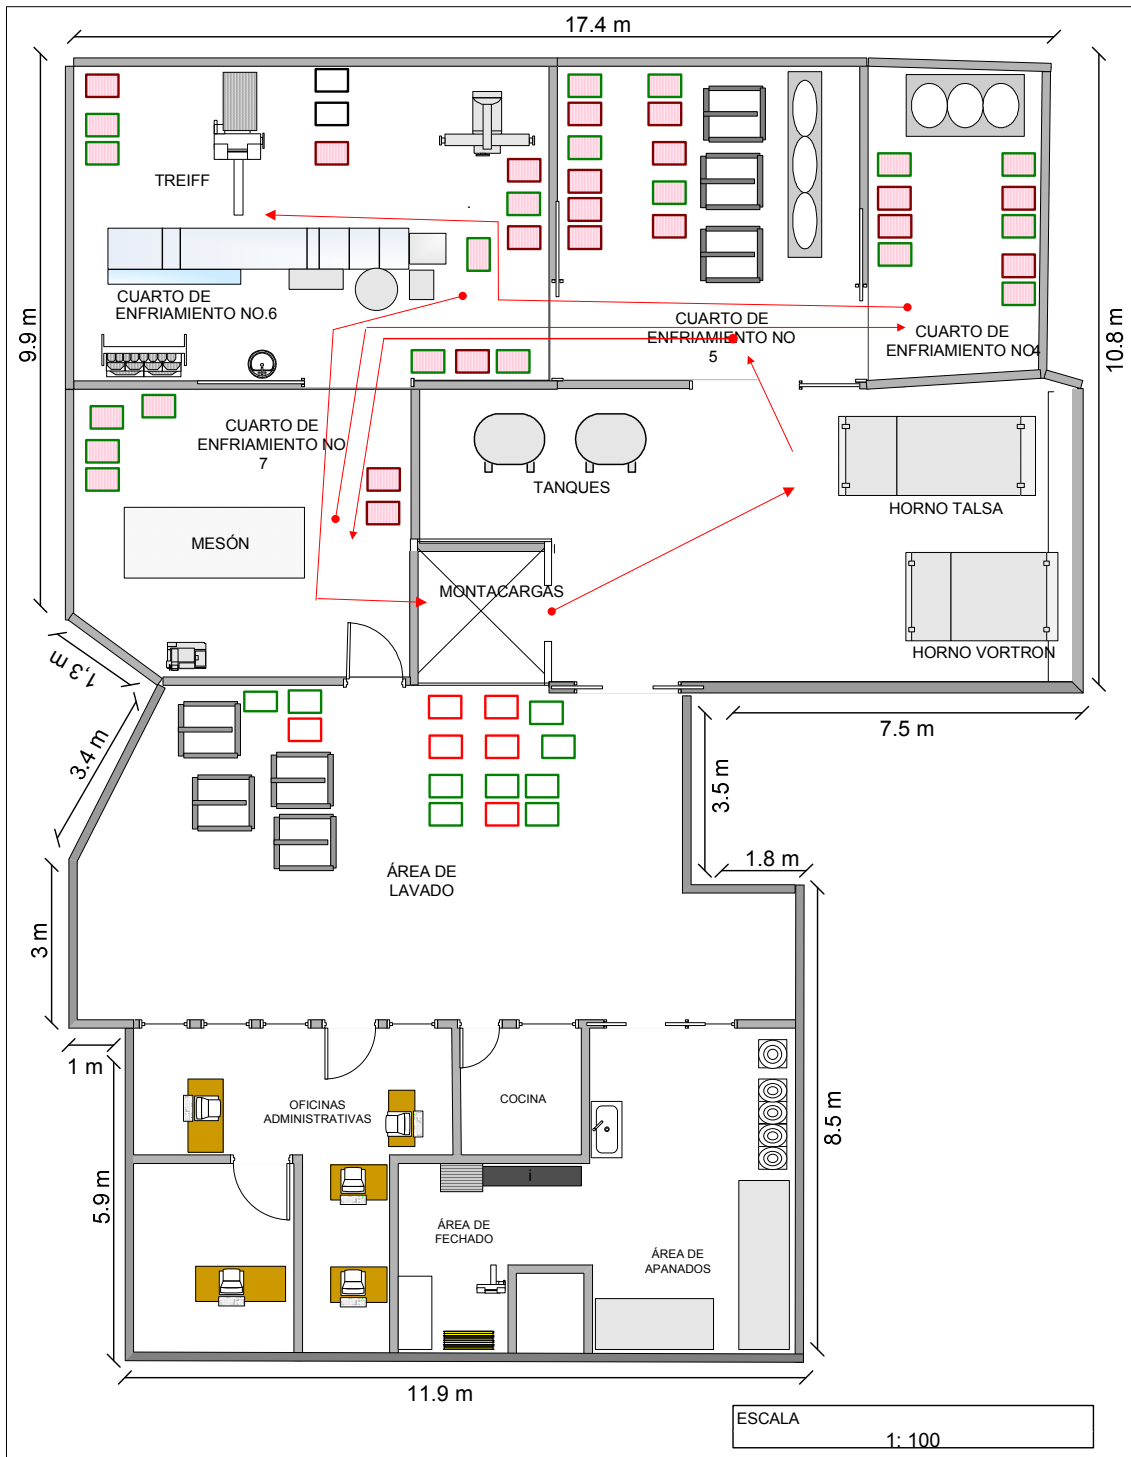 17.4 m
TREIFF
9.9 m
CUARTO DE
ENFRIAMIENTO NO.6
CUARTO DE
ENFRIAMIENTO NO
5
CUARTO DE
ENFRIAMIENTO NO4
10.8 m
CUARTO DE
ENFRIAMIENTO NO
7
TANQUES
HORNO TALSA
MESÓN
MONTACARGAS
HORNO VORTRON
1,3 m
7.5 m
3.4 m
3.5 m
1.8 m
ÁREA DE
LAVADO
3 m
1 m
OFICINAS
ADMINISTRATIVAS
COCINA
8.5 m
5.9 m
ÁREA DE
FECHADO
ÁREA DE
APANADOS
11.9 m
ESCALA
1: 100